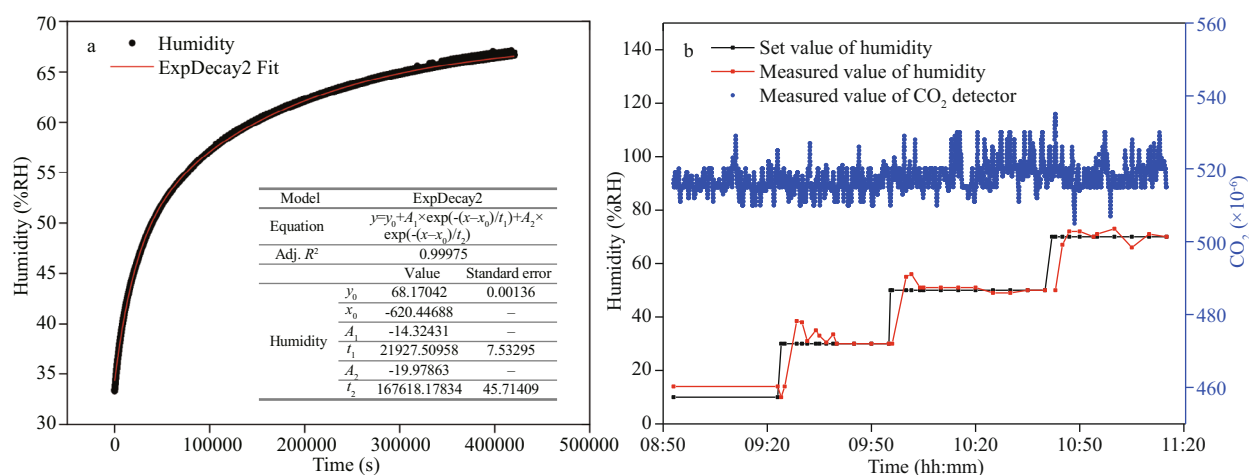 a
Humidity
ExpDecay2 Fit
Humidity (%RH)
70
65
60
55
50
45
40
35
30
Model ExpDecay2
Equation y=y₀+A₁×exp(-(x–x₀)/t₁)+A₂×
exp(-(x–x₀)/t₂)
Adj. R² 0.99975
Value Standard error
Humidity
y₀ 68.17042 0.00136
x₀ -620.44688 –
A₁ -14.32431 –
t₁ 21927.50958 7.53295
A₂ -19.97863 –
t₂ 167618.17834 45.71409
0 100000 200000 300000 400000 500000
Time (s)
b
Set value of humidity
Measured value of humidity
Measured value of CO₂ detector
Humidity (%RH)
140
120
100
80
60
40
20
0
560
540
520
500
480
460
CO₂ (×10⁻⁶)
08:50 09:20 09:50 10:20 10:50 11:20
Time (hh:mm)